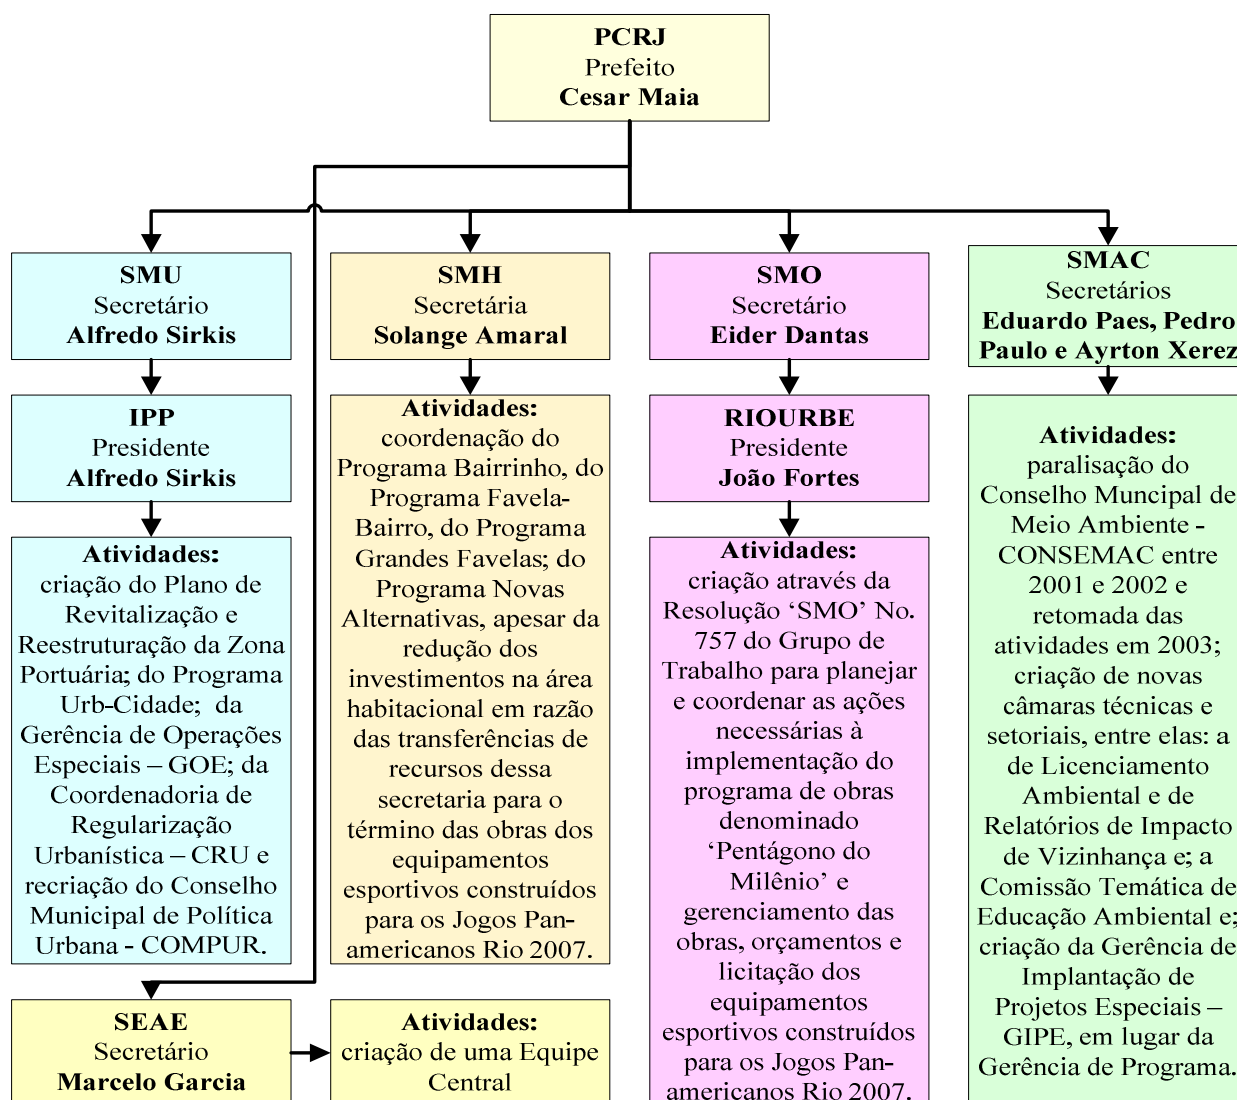 PCRJ
Prefeito
Cesar Maia
SMU
Secretário
Alfredo Sirkis
IPP
Presidente
Alfredo Sirkis
Atividades:
criação do Plano de
Revitalização e
Reestruturação da Zona
Portuária; do Programa
Urb-Cidade; da
Gerência de Operações
Especiais – GOE; da
Coordenadoria de
Regularização
Urbanística – CRU e
recriação do Conselho
Municipal de Política
Urbana - COMPUR.
SMH
Secretária
Solange Amaral
Atividades:
coordenação do
Programa Bairrinho, do
Programa Favela-
Bairro, do Programa
Grandes Favelas; do
Programa Novas
Alternativas, apesar da
redução dos
investimentos na área
habitacional em razão
das transferências de
recursos dessa
secretaria para o
término das obras dos
equipamentos
esportivos construídos
para os Jogos Pan-
americanos Rio 2007.
SMO
Secretário
Eider Dantas
RIOURBE
Presidente
João Fortes
Atividades:
criação através da
Resolução ‘SMO’ No.
757 do Grupo de
Trabalho para planejar
e coordenar as ações
necessárias à
implementação do
programa de obras
denominado
‘Pentágono do
Milênio’ e
gerenciamento das
obras, orçamentos e
licitação dos
equipamentos
esportivos construídos
para os Jogos Pan-
americanos Rio 2007.
SMAC
Secretários
Eduardo Paes, Pedro
Paulo e Ayrton Xerez
Atividades:
paralisação do
Conselho Muncipal de
Meio Ambiente -
CONSEMAC entre
2001 e 2002 e
retomada das
atividades em 2003;
criação de novas
câmaras técnicas e
setoriais, entre elas: a
de Licenciamento
Ambiental e de
Relatórios de Impacto
de Vizinhança e; a
Comissão Temática de
Educação Ambiental e;
criação da Gerência de
Implantação de
Projetos Especiais –
GIPE, em lugar da
Gerência de Programa.
SEAE
Secretário
Marcelo Garcia
Atividades:
criação de uma Equipe
Central